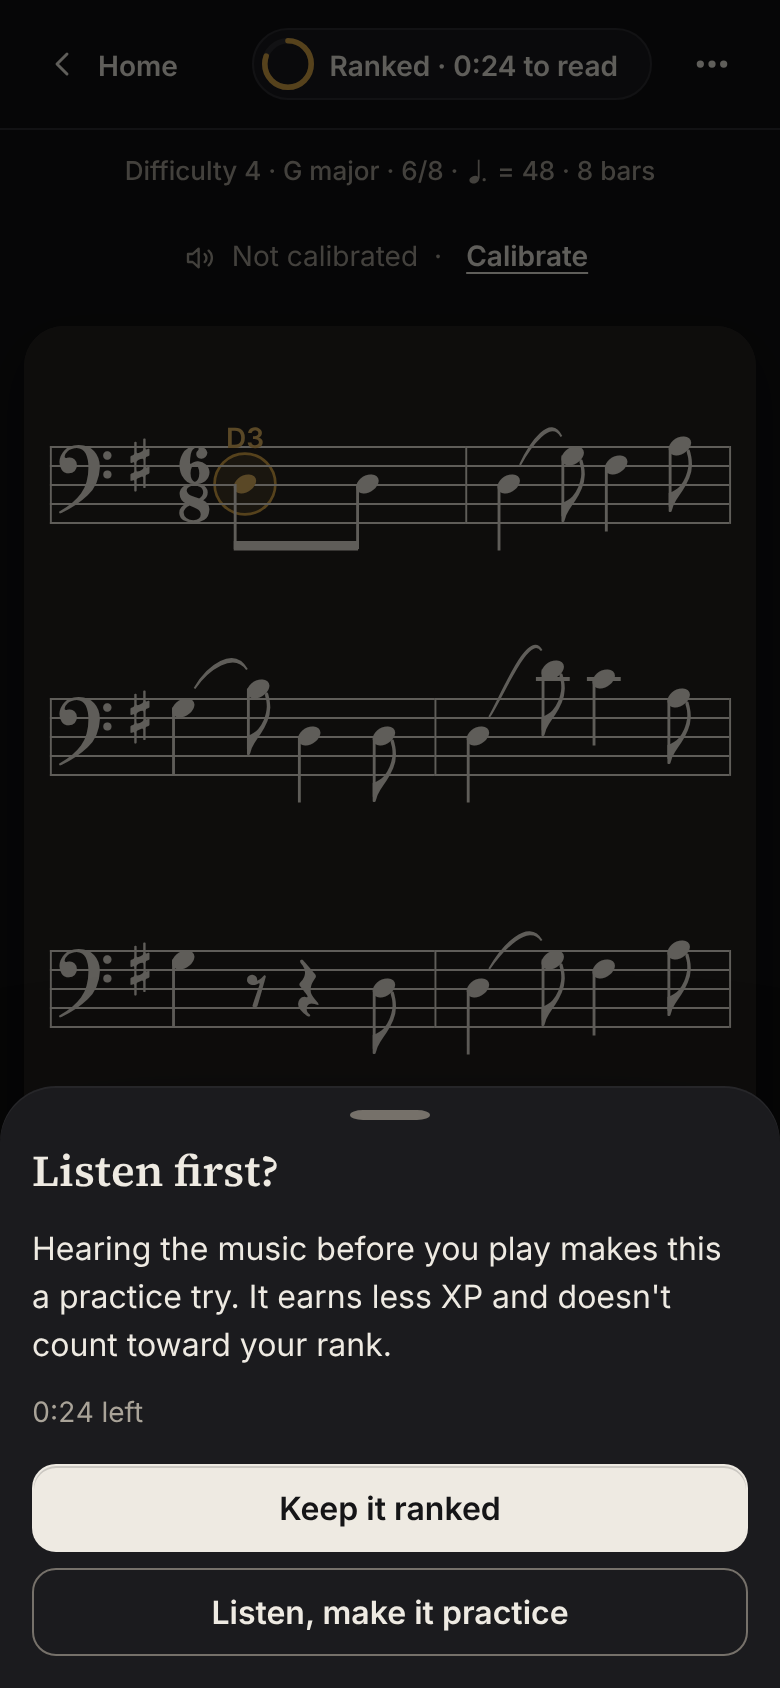 Home
Ranked · 0:24 to read
Difficulty 4 · G major · 6/8 · ♩. = 48 · 8 bars
Not calibrated · Calibrate
D3
6
8
Listen first?
Hearing the music before you play makes this
a practice try. It earns less XP and doesn't
count toward your rank.
0:24 left
Keep it ranked
Listen, make it practice